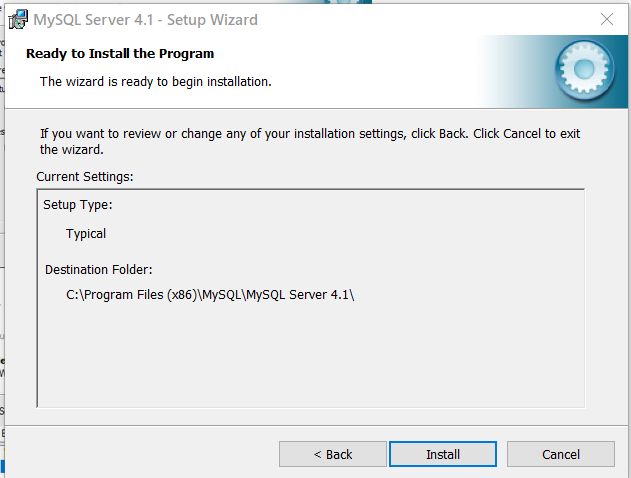 MySQL Server 4.1 - Setup Wizard
Ready to Install the Program
The wizard is ready to begin installation.
If you want to review or change any of your installation settings, click Back. Click Cancel to exit
the wizard.
Current Settings:
Setup Type:
Typical
Destination Folder:
C:\Program Files (x86)\MySQL\MySQL Server 4.1\
< Back
Install
Cancel